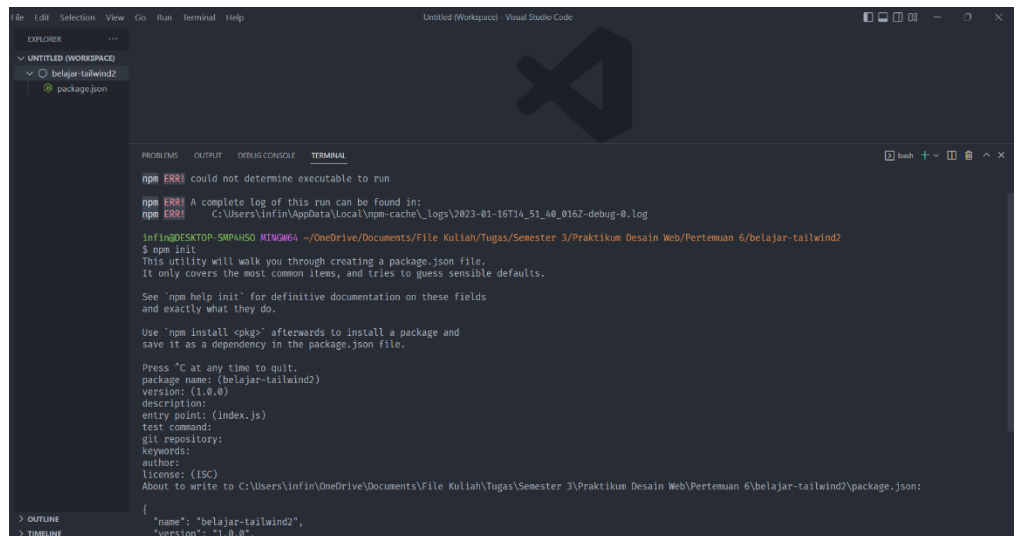 File Edit Selection View Go Run Terminal Help
Untitled (Workspace) - Visual Studio Code
EXPLORER
UNTITLED (WORKSPACE)
belajar-tailwind2
package.json
PROBLEMS OUTPUT DEBUG CONSOLE TERMINAL
bash
npm ERR! could not determine executable to run
npm ERR! A complete log of this run can be found in:
npm ERR! C:\Users\infin\AppData\Local\npm-cache\_logs\2023-01-16T14_51_40_016Z-debug-0.log
infin@DESKTOP-5MP4HSO MINGW64 ~/OneDrive/Documents/File Kuliah/Tugas/Semester 3/Praktikum Desain Web/Pertemuan 6/belajar-tailwind2
$ npm init
This utility will walk you through creating a package.json file.
It only covers the most common items, and tries to guess sensible defaults.
See `npm help init` for definitive documentation on these fields
and exactly what they do.
Use `npm install <pkg>` afterwards to install a package and
save it as a dependency in the package.json file.
Press ^C at any time to quit.
package name: (belajar-tailwind2)
version: (1.0.0)
description:
entry point: (index.js)
test command:
git repository:
keywords:
author:
license: (ISC)
About to write to C:\Users\infin\OneDrive\Documents\File Kuliah\Tugas\Semester 3\Praktikum Desain Web\Pertemuan 6\belajar-tailwind2\package.json:
{
"name": "belajar-tailwind2",
"version": "1.0.0",
OUTLINE
TIMELINE